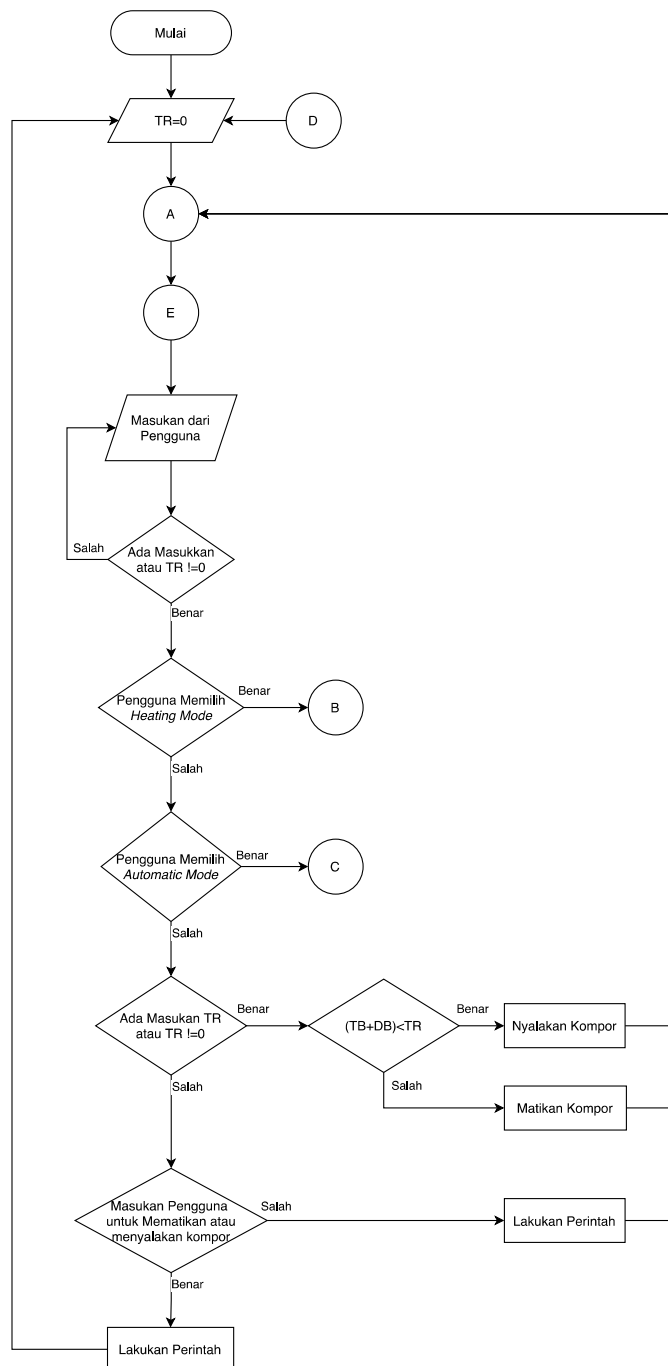 Mulai
TR=0
D
A
E
Masukan dari
Pengguna
Salah
Ada Masukkan
atau TR !=0
Benar
Pengguna Memilih
Heating Mode
Benar
B
Salah
Pengguna Memilih
Automatic Mode
Benar
C
Salah
Ada Masukan TR
atau TR !=0
Benar
(TB+DB)<TR
Benar
Nyalakan Kompor
Salah
Matikan Kompor
Salah
Masukan Pengguna
untuk Mematikan atau
menyalakan kompor
Salah
Lakukan Perintah
Benar
Lakukan Perintah